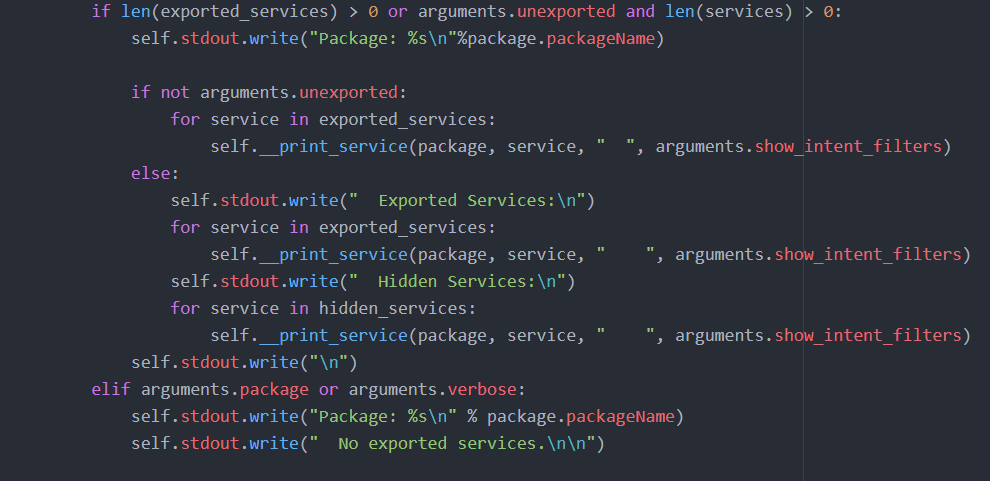 if len(exported_services) > 0 or arguments.unexported and len(services) > 0:
    self.stdout.write("Package: %s\n"%package.packageName)

    if not arguments.unexported:
        for service in exported_services:
            self.__print_service(package, service, "  ", arguments.show_intent_filters)
    else:
        self.stdout.write("  Exported Services:\n")
        for service in exported_services:
            self.__print_service(package, service, "    ", arguments.show_intent_filters)
        self.stdout.write("  Hidden Services:\n")
        for service in hidden_services:
            self.__print_service(package, service, "    ", arguments.show_intent_filters)
    self.stdout.write("\n")
elif arguments.package or arguments.verbose:
    self.stdout.write("Package: %s\n" % package.packageName)
    self.stdout.write("  No exported services.\n\n")